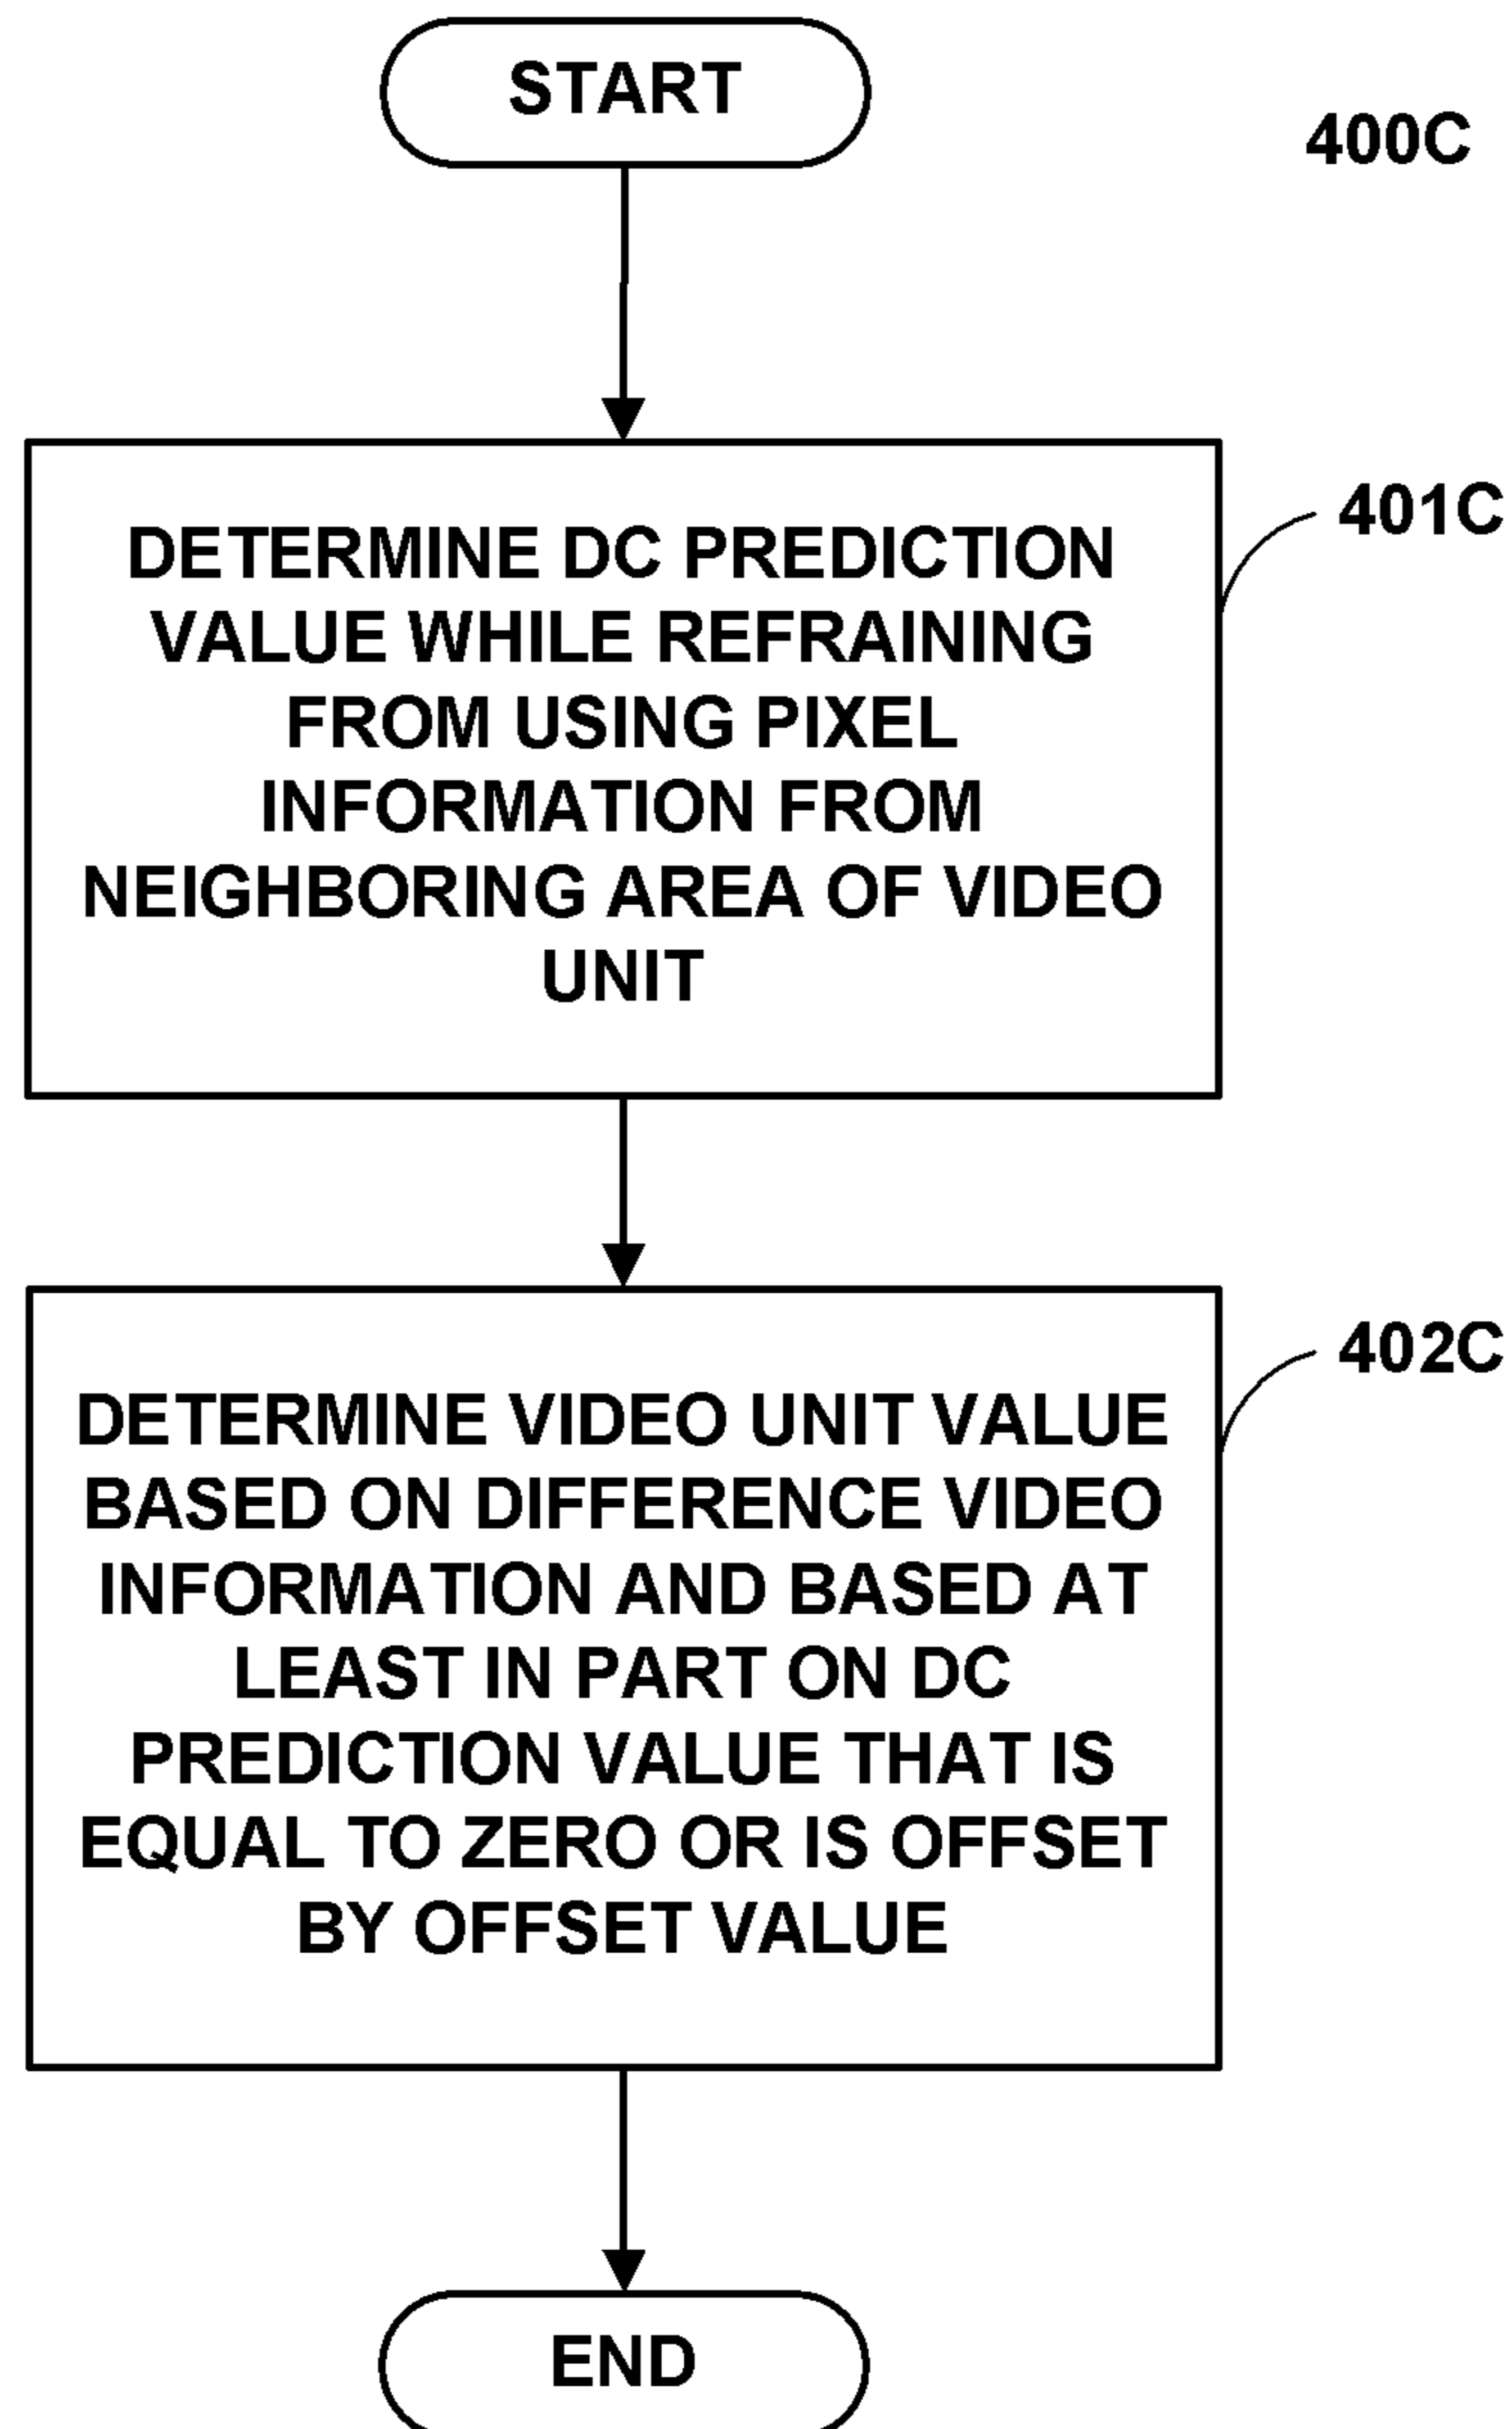 START
400C
401C
DETERMINE DC PREDICTION
VALUE WHILE REFRAINING
FROM USING PIXEL
INFORMATION FROM
NEIGHBORING AREA OF VIDEO
UNIT
402C
DETERMINE VIDEO UNIT VALUE
BASED ON DIFFERENCE VIDEO
INFORMATION AND BASED AT
LEAST IN PART ON DC
PREDICTION VALUE THAT IS
EQUAL TO ZERO OR IS OFFSET
BY OFFSET VALUE
END